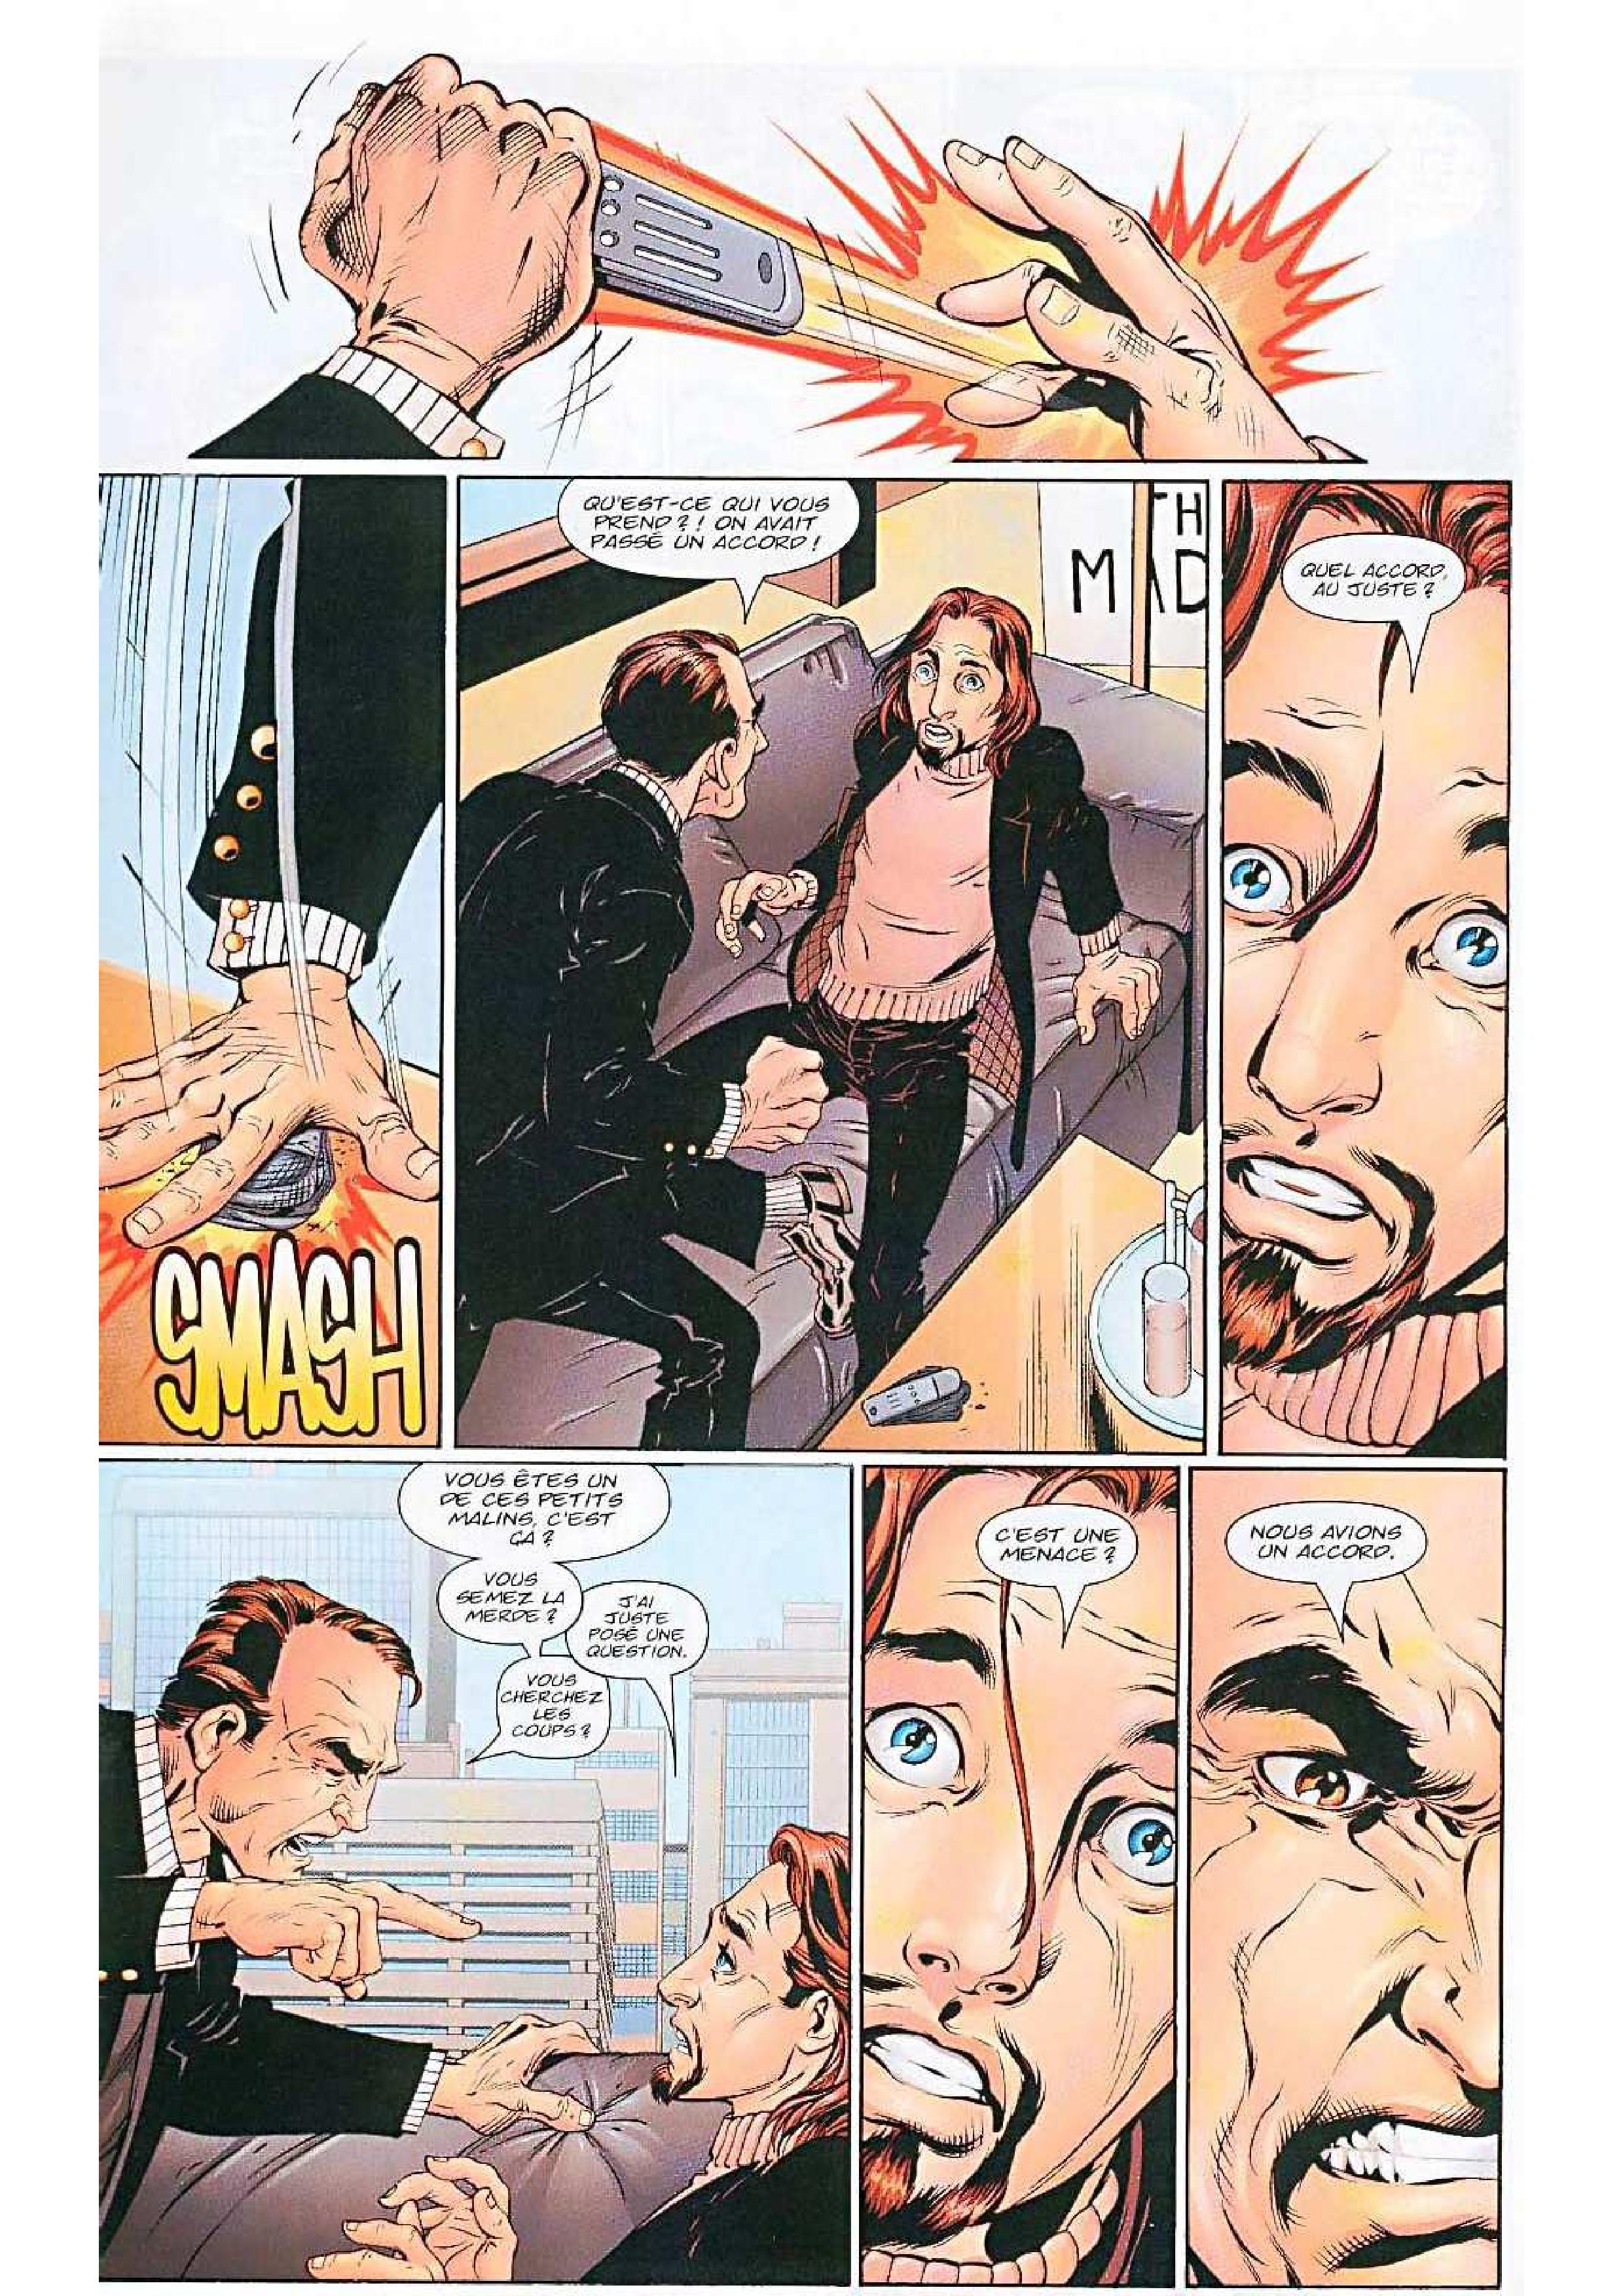 QU'EST-CE QUI VOUS
PREND?! ON AVAIT
PASSÉ UN ACCORD!
TH
MAD
QUEL ACCORD,
AU JUSTE?
SMASH
VOUS ÊTES UN
DE CES PETITS
MALINS, C'EST
ÇA?
VOUS
SEMEZ LA
MERDE?
J'AI
JUSTE
POSÉ UNE
QUESTION.
VOUS
CHERCHEZ
LES
COUPS?
C'EST UNE
MENACE?
NOUS AVIONS
UN ACCORD.